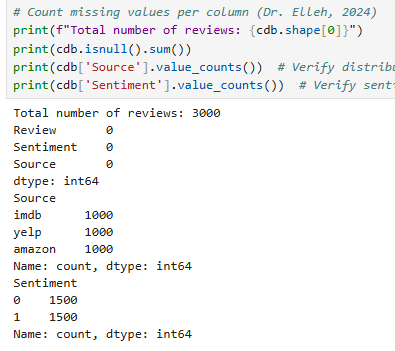 # Count missing values per column (Dr. Elleh, 2024)
print(f"Total number of reviews: {cdb.shape[0]}")
print(cdb.isnull().sum())
print(cdb['Source'].value_counts())  # Verify
print(cdb['Sentiment'].value_counts())  # Verify
Total number of reviews: 3000
Review       0
Sentiment    0
Source       0
dtype: int64
Source
imdb      1000
yelp      1000
amazon    1000
Name: count, dtype: int64
Sentiment
0    1500
1    1500
Name: count, dtype: int64